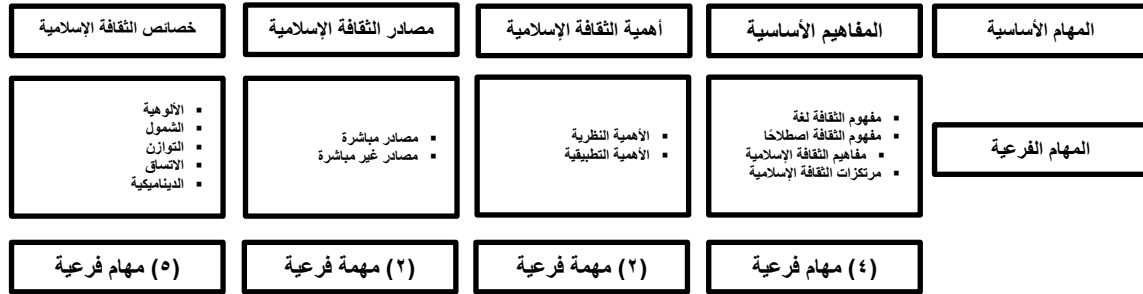 المهام الأساسية
المفاهيم الأساسية
أهمية الثقافة الإسلامية
مصادر الثقافة الإسلامية
خصائص الثقافة الإسلامية
المهام الفرعية
▪ مفهوم الثقافة لغة
▪ مفهوم الثقافة اصطلاحًا
▪ مفاهيم الثقافة الإسلامية
▪ مرتكزات الثقافة الإسلامية
▪ الأهمية النظرية
▪ الأهمية التطبيقية
▪ مصادر مباشرة
▪ مصادر غير مباشرة
▪ الألوهية
▪ الشمول
▪ التوازن
▪ الاتساق
▪ الديناميكية
(٤) مهام فرعية
(٢) مهمة فرعية
(٢) مهمة فرعية
(٥) مهام فرعية